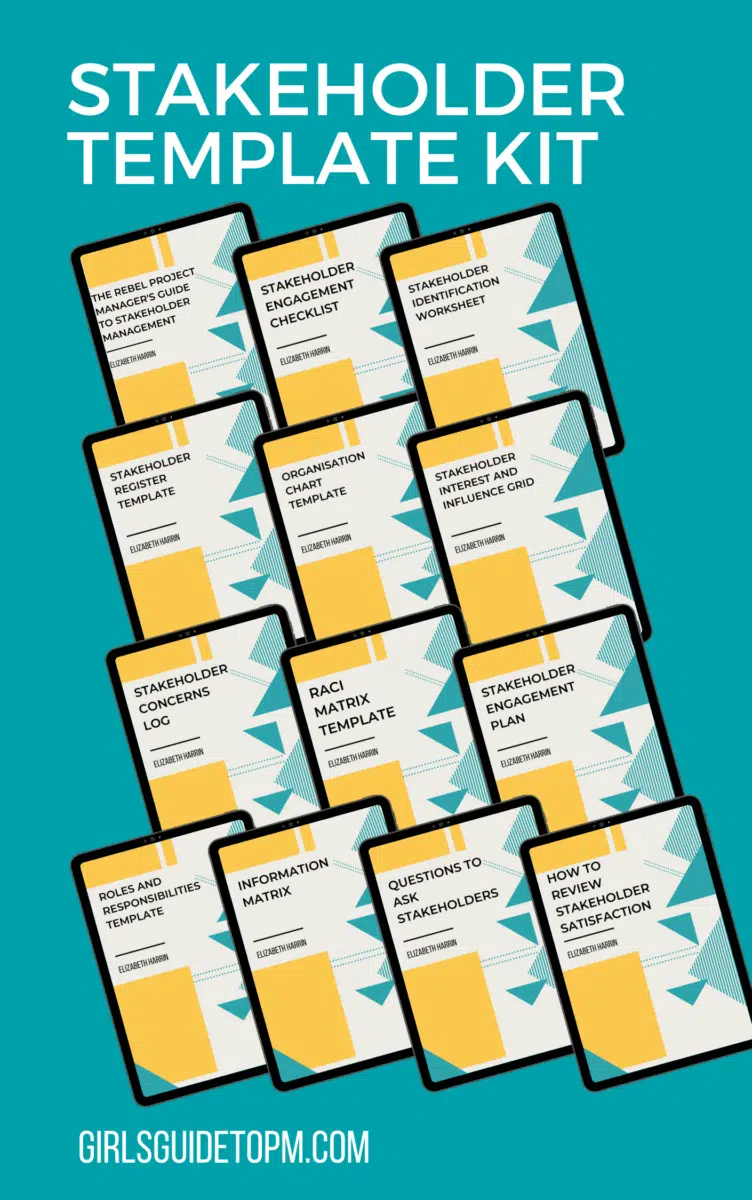 STAKEHOLDER
TEMPLATE KIT
THE REBEL PROJECT
MANAGER'S GUIDE
TO STAKEHOLDER
MANAGEMENT
ELIZABETH HARRIN
STAKEHOLDER
ENGAGEMENT
CHECKLIST
ELIZABETH HARRIN
STAKEHOLDER
IDENTIFICATION
WORKSHEET
ELIZABETH HARRIN
STAKEHOLDER
REGISTER
TEMPLATE
ELIZABETH HARRIN
ORGANISATION
CHART
TEMPLATE
ELIZABETH HARRIN
STAKEHOLDER
INTEREST AND
INFLUENCE GRID
ELIZABETH HARRIN
STAKEHOLDER
CONCERNS
LOG
ELIZABETH HARRIN
RACI
MATRIX
TEMPLATE
ELIZABETH HARRIN
STAKEHOLDER
ENGAGEMENT
PLAN
ELIZABETH HARRIN
ROLES AND
RESPONSIBILITIES
TEMPLATE
ELIZABETH HARRIN
INFORMATION
MATRIX
ELIZABETH HARRIN
QUESTIONS TO
ASK
STAKEHOLDERS
ELIZABETH HARRIN
HOW TO
REVIEW
STAKEHOLDER
SATISFACTION
ELIZABETH HARRIN
GIRLSGUIDETOPM.COM